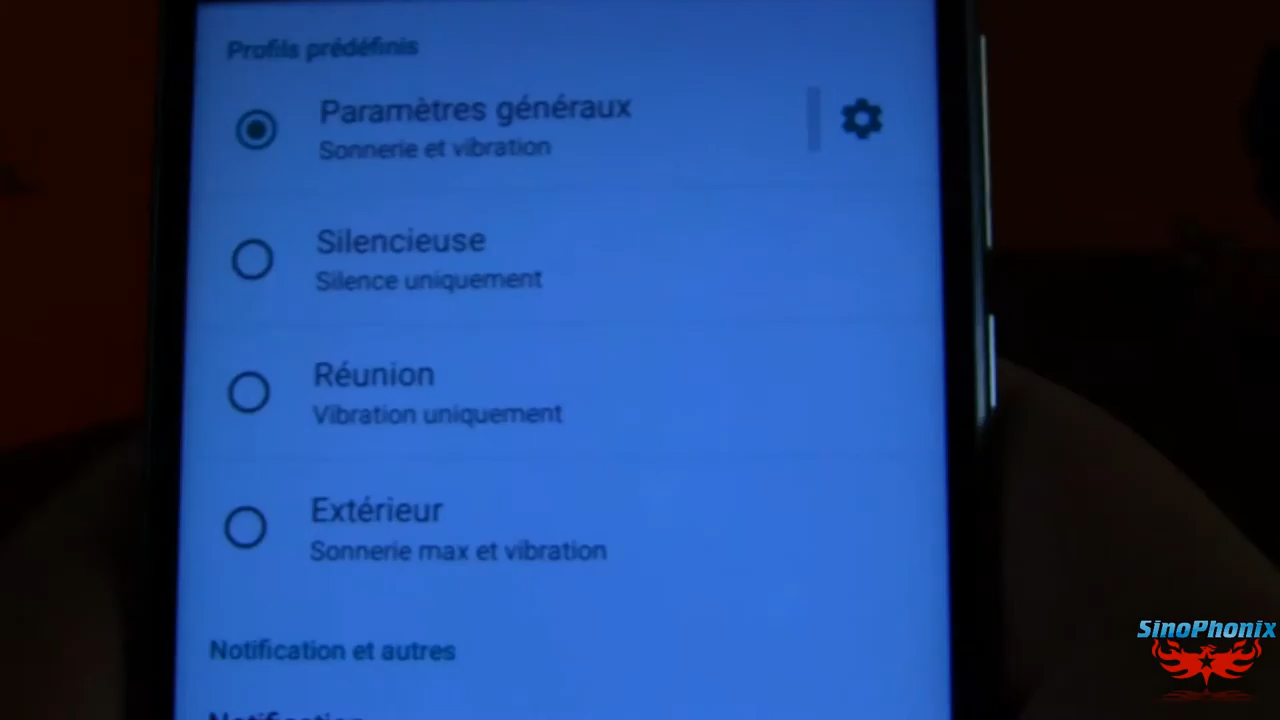 Profils prédéfinis
Paramètres généraux
Sonnerie et vibration
Silencieuse
Silence uniquement
Réunion
Vibration uniquement
Extérieur
Sonnerie max et vibration
Notification et autres
Notification
SinoPhonix